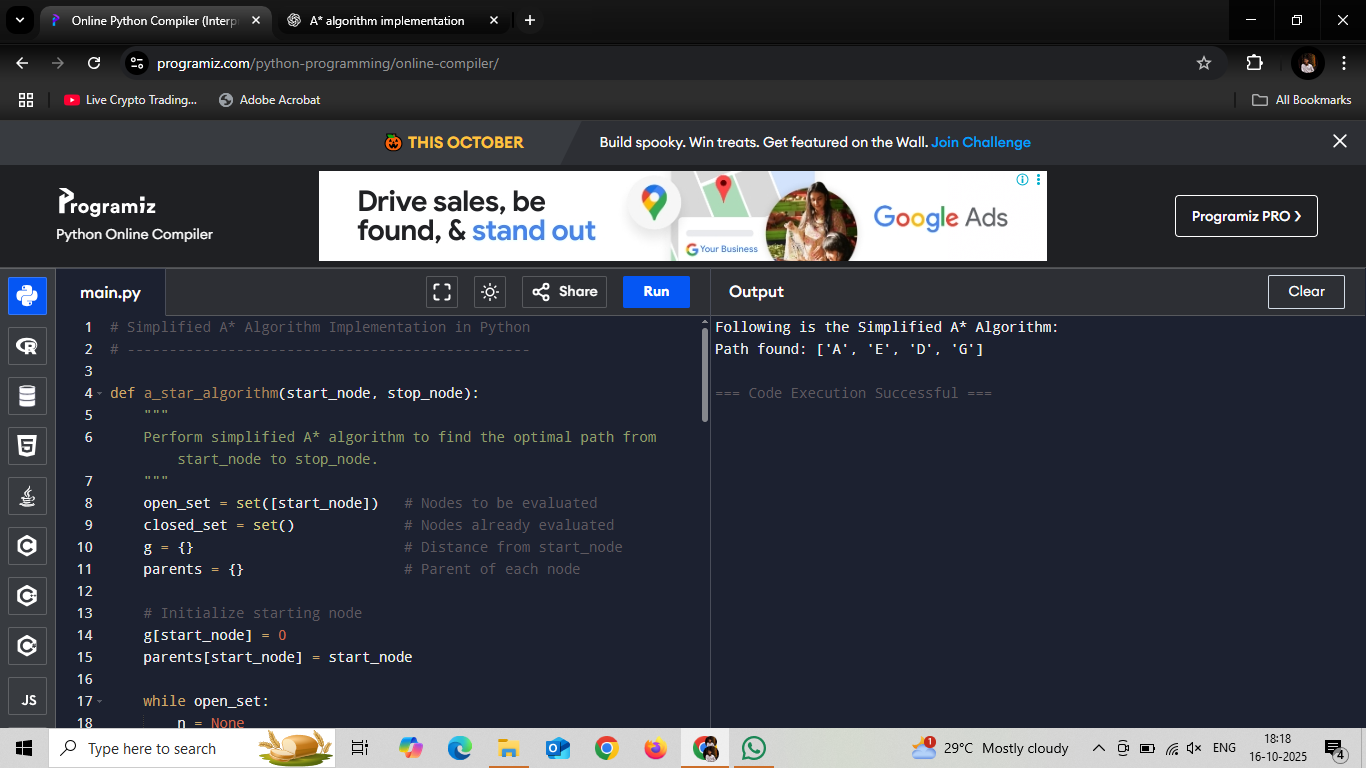 Online Python Compiler (Interp
A* algorithm implementation
programiz.com/python-programming/online-compiler/
Live Crypto Trading...
Adobe Acrobat
All Bookmarks
THIS OCTOBER
Build spooky. Win treats. Get featured on the Wall. Join Challenge
Programiz
Python Online Compiler
Drive sales, be
found, & stand out
Your Business
Google Ads
Programiz PRO ›
main.py
Share
Run
Output
Clear
1 # Simplified A* Algorithm Implementation in Python
2 # ------------------------------------------------
3
4 def a_star_algorithm(start_node, stop_node):
5 """
6 Perform simplified A* algorithm to find the optimal path from
start_node to stop_node.
7 """
8 open_set = set([start_node]) # Nodes to be evaluated
9 closed_set = set() # Nodes already evaluated
10 g = {} # Distance from start_node
11 parents = {} # Parent of each node
12
13 # Initialize starting node
14 g[start_node] = 0
15 parents[start_node] = start_node
16
17 while open_set:
18 n = None
Following is the Simplified A* Algorithm:
Path found: ['A', 'E', 'D', 'G']
=== Code Execution Successful ===
JS
Type here to search
1
29°C Mostly cloudy
ENG
18:18
16-10-2025
4